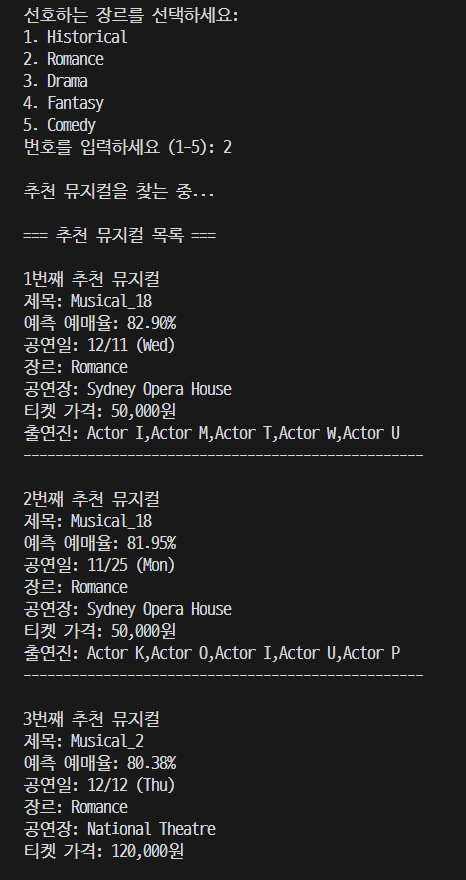 선호하는 장르를 선택하세요:
1. Historical
2. Romance
3. Drama
4. Fantasy
5. Comedy
번호를 입력하세요 (1-5): 2
추천 뮤지컬을 찾는 중...
=== 추천 뮤지컬 목록 ===
1번째 추천 뮤지컬
제목: Musical_18
예측 예매율: 82.90%
공연일: 12/11 (Wed)
장르: Romance
공연장: Sydney Opera House
티켓 가격: 50,000원
출연진: Actor I,Actor M,Actor T,Actor W,Actor U
--------------------------------------------------
2번째 추천 뮤지컬
제목: Musical_18
예측 예매율: 81.95%
공연일: 11/25 (Mon)
장르: Romance
공연장: Sydney Opera House
티켓 가격: 50,000원
출연진: Actor K,Actor O,Actor I,Actor U,Actor P
--------------------------------------------------
3번째 추천 뮤지컬
제목: Musical_2
예측 예매율: 80.38%
공연일: 12/12 (Thu)
장르: Romance
공연장: National Theatre
티켓 가격: 120,000원